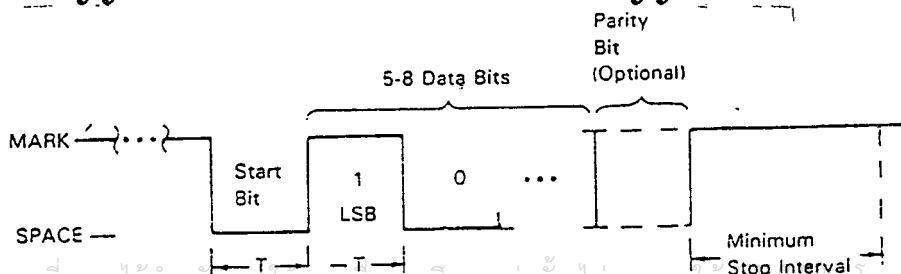 Parity
Bit
(Optional)
5-8 Data Bits
MARK
Start
Bit
1
LSB
0
...
SPACE
T
T
Minimum
Stop Interval